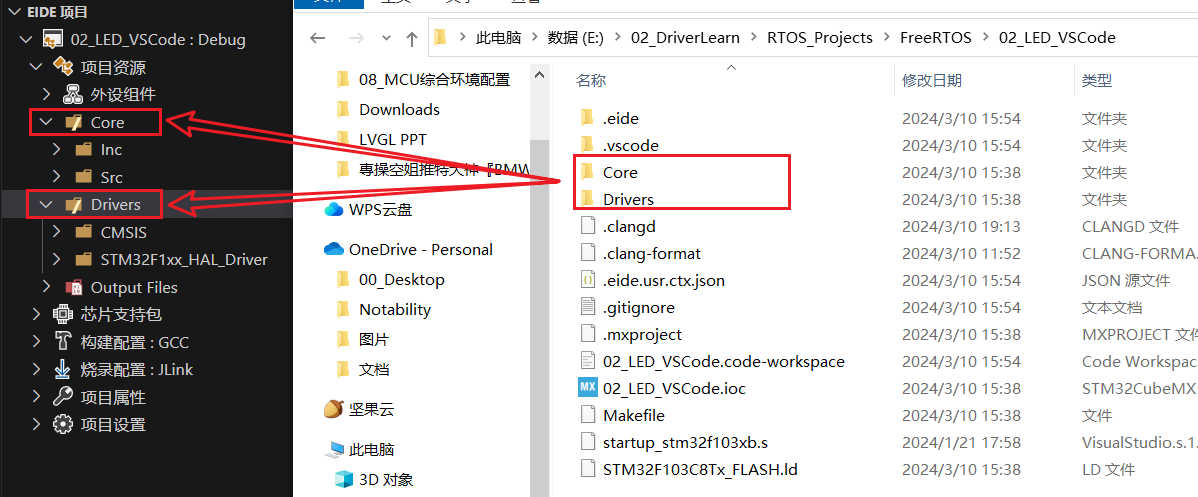 EIDE 项目
02_LED_VSCode : Debug
项目资源
外设组件
Core
Inc
Src
Drivers
CMSIS
STM32F1xx_HAL_Driver
Output Files
芯片支持包
构建配置 : GCC
烧录配置 : JLink
项目属性
项目设置
此电脑 > 数据 (E:) > 02_DriverLearn > RTOS_Projects > FreeRTOS > 02_LED_VSCode
08_MCU综合环境配置
Downloads
LVGL PPT
專操空姐推特大神『BMW
WPS云盘
OneDrive - Personal
00_Desktop
Notability
图片
文档
坚果云
此电脑
3D 对象
名称 修改日期 类型
.eide 2024/3/10 15:54 文件夹
.vscode 2024/3/10 15:54 文件夹
Core 2024/3/10 15:38 文件夹
Drivers 2024/3/10 15:38 文件夹
.clangd 2024/3/10 19:13 CLANGD 文件
.clang-format 2024/3/10 11:52 CLANG-FORMA
.eide.usr.ctx.json 2024/3/10 15:54 JSON 源文件
.gitignore 2024/3/10 15:54 文本文档
.mxproject 2024/3/10 15:38 MXPROJECT 文件
02_LED_VSCode.code-workspace 2024/3/10 15:54 Code Workspace
02_LED_VSCode.ioc 2024/3/10 15:38 STM32CubeMX
Makefile 2024/3/10 15:38 文件
startup_stm32f103xb.s 2024/1/21 17:58 VisualStudio.s.1
STM32F103C8Tx_FLASH.ld 2024/3/10 15:38 LD 文件